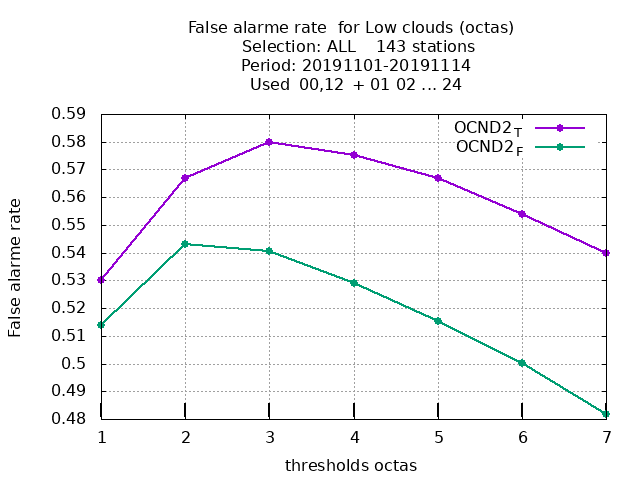 False alarme rate  for Low clouds (octas)
Selection: ALL    143 stations
Period: 20191101-20191114
Used  00,12  + 01 02 ... 24
OCND2T
OCND2F
0.59
0.58
0.57
0.56
0.55
0.54
0.53
0.52
0.51
0.5
0.49
0.48
False alarme rate
1 2 3 4 5 6 7
thresholds octas